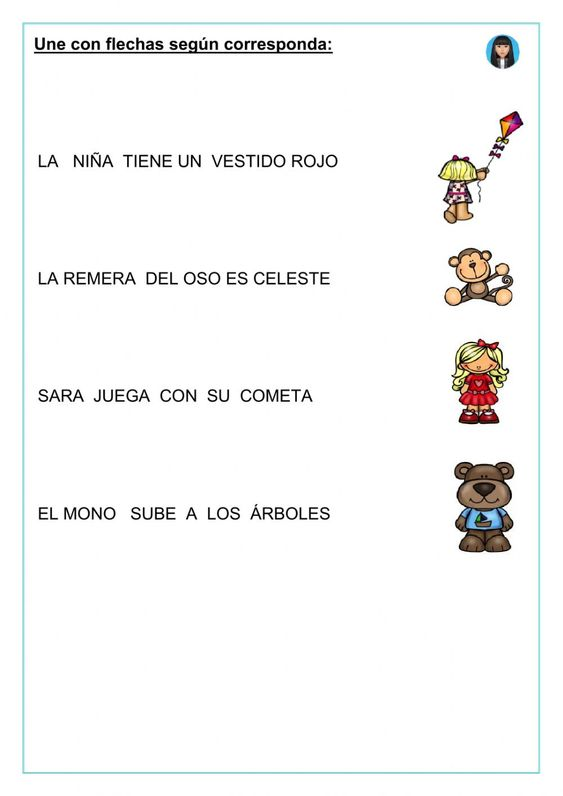 Une con flechas según corresponda:
LA NIÑA TIENE UN VESTIDO ROJO
LA REMERA DEL OSO ES CELESTE
SARA JUEGA CON SU COMETA
EL MONO SUBE A LOS ÁRBOLES